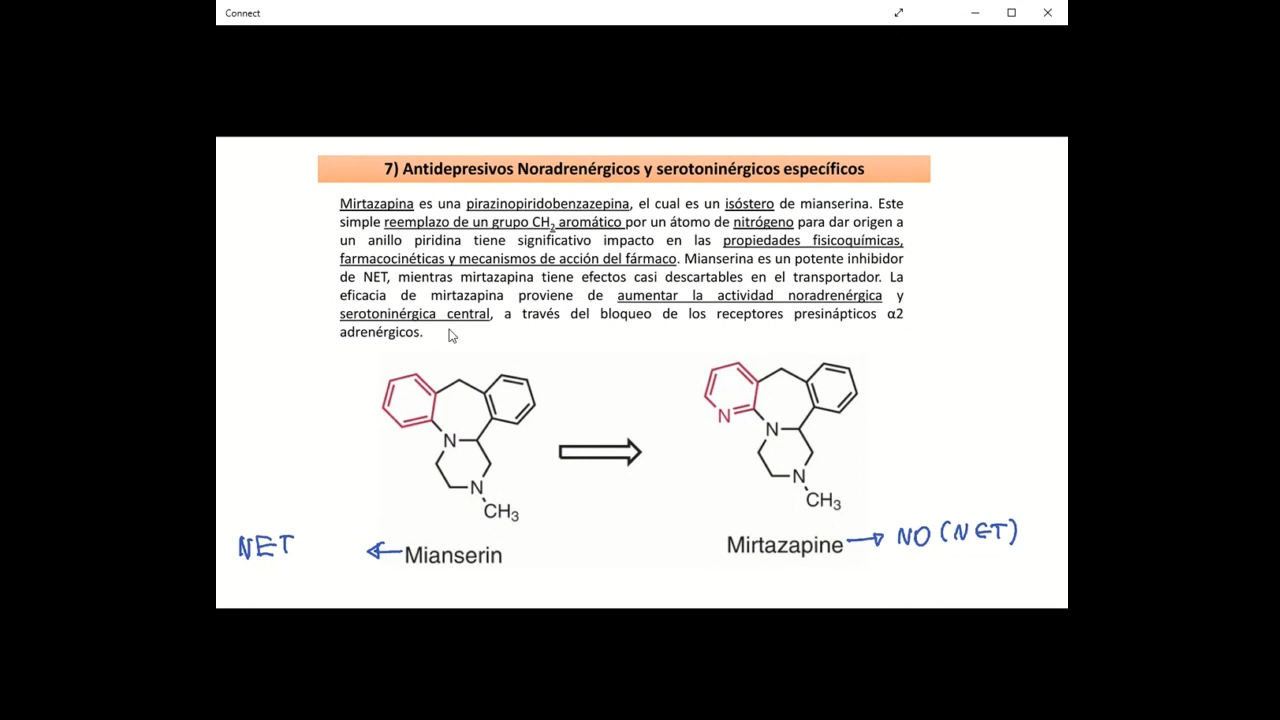 Connect
7) Antidepresivos Noradrenérgicos y serotoninérgicos específicos
Mirtazapina es una pirazinopiridobenzazepina, el cual es un isóstero de mianserina. Este
simple reemplazo de un grupo CH₂ aromático por un átomo de nitrógeno para dar origen a
un anillo piridina tiene significativo impacto en las propiedades fisicoquímicas,
farmacocinéticas y mecanismos de acción del fármaco. Mianserina es un potente inhibidor
de NET, mientras mirtazapina tiene efectos casi descartables en el transportador. La
eficacia de mirtazapina proviene de aumentar la actividad noradrenérgica y
serotoninérgica central, a través del bloqueo de los receptores presinápticos α2
adrenérgicos.
N
N
CH₃
N
N
N
CH₃
NET
Mianserin
Mirtazapine
NO (NET)